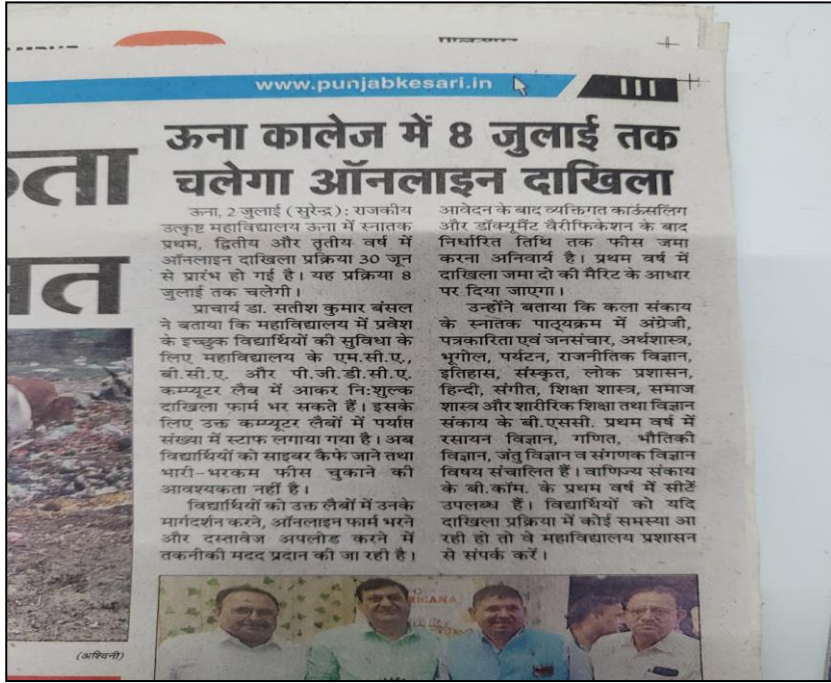 www.punjabkesari.in
III
ऊना कालेज में 8 जुलाई तक
चलेगा ऑनलाइन दाखिला
ऊना, 2 जुलाई (सुरेन्द्र): राजकीय
उत्कृष्ट महाविद्यालय ऊना में स्नातक
प्रथम, द्वितीय और तृतीय वर्ष में
ऑनलाइन दाखिला प्रक्रिया 30 जून
से प्रारंभ हो गई है। यह प्रक्रिया 8
जुलाई तक चलेगी।
प्राचार्य डा. सतीश कुमार बंसल
ने बताया कि महाविद्यालय में प्रवेश
के इच्छुक विद्यार्थियों की सुविधा के
लिए महाविद्यालय के एम.सी.ए.,
बी.सी.ए. और पी.जी.डी.सी.ए.
कम्प्यूटर लैब में आकर नि:शुल्क
दाखिला फार्म भर सकते हैं। इसके
लिए उक्त कम्प्यूटर लैबों में पर्याप्त
संख्या में स्टाफ लगाया गया है। अब
विद्यार्थियों को साइबर कैफे जाने तथा
भारी-भरकम फीस चुकाने की
आवश्यकता नहीं है।
विद्यार्थियों को उक्त लैबों में उनके
मार्गदर्शन करने, ऑनलाइन फार्म भरने
और दस्तावेज अपलोड करने में
तकनीकी मदद प्रदान की जा रही है।
आवेदन के बाद व्यक्तिगत काऊंसलिंग
और डॉक्यूमैंट वैरीफिकेशन के बाद
निर्धारित तिथि तक फीस जमा
करना अनिवार्य है। प्रथम वर्ष में
दाखिला जमा दो की मैरिट के आधार
पर दिया जाएगा।
उन्होंने बताया कि कला संकाय
के स्नातक पाठ्यक्रम में अंग्रेजी,
पत्रकारिता एवं जनसंचार, अर्थशास्त्र,
भूगोल, पर्यटन, राजनीतिक विज्ञान,
इतिहास, संस्कृत, लोक प्रशासन,
हिन्दी, संगीत, शिक्षा शास्त्र, समाज
शास्त्र और शारीरिक शिक्षा तथा विज्ञान
संकाय के बी.एससी. प्रथम वर्ष में
रसायन विज्ञान, गणित, भौतिकी
विज्ञान, जंतु विज्ञान व संगणक विज्ञान
विषय संचालित हैं। वाणिज्य संकाय
के बी.कॉम. के प्रथम वर्ष में सीटें
उपलब्ध हैं। विद्यार्थियों को यदि
दाखिला प्रक्रिया में कोई समस्या आ
रही हो तो वे महाविद्यालय प्रशासन
से संपर्क करें।
(अश्विनी)